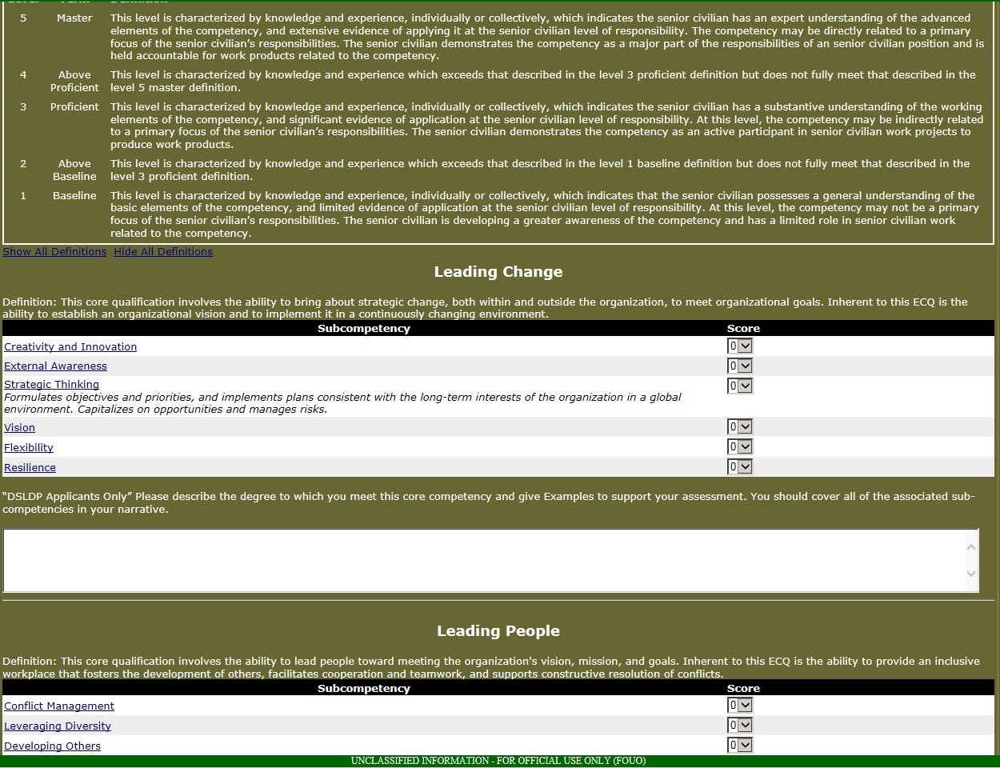 5 Master This level is characterized by knowledge and experience, individually or collectively, which indicates the senior civilian has an expert understanding of the advanced
elements of the competency, and extensive evidence of applying it at the senior civilian level of responsibility. The competency may be directly related to a primary
focus of the senior civilian's responsibilities. The senior civilian demonstrates the competency as a major part of the responsibilities of an senior civilian position and is
held accountable for work products related to the competency.
4 Above This level is characterized by knowledge and experience which exceeds that described in the level 3 proficient definition but does not fully meet that described in the
Proficient level 5 master definition.
3 Proficient This level is characterized by knowledge and experience, individually or collectively, which indicates the senior civilian has a substantive understanding of the working
elements of the competency, and significant evidence of application at the senior civilian level of responsibility. At this level, the competency may be indirectly related
to a primary focus of the senior civilian's responsibilities. The senior civilian demonstrates the competency as an active participant in senior civilian work projects to
produce work products.
2 Above This level is characterized by knowledge and experience which exceeds that described in the level 1 baseline definition but does not fully meet that described in the
Baseline level 3 proficient definition.
1 Baseline This level is characterized by knowledge and experience, individually or collectively, which indicates that the senior civilian possesses a general understanding of the
basic elements of the competency, and limited evidence of application at the senior civilian level of responsibility. At this level, the competency may not be a primary
focus of the senior civilian's responsibilities. The senior civilian is developing a greater awareness of the competency and has a limited role in senior civilian work
related to the competency.
Show All Definitions Hide All Definitions
Leading Change
Definition: This core qualification involves the ability to bring about strategic change, both within and outside the organization, to meet organizational goals. Inherent to this ECQ is the
ability to establish an organizational vision and to implement it in a continuously changing environment.
Subcompetency Score
Creativity and Innovation 0
External Awareness 0
Strategic Thinking 0
Formulates objectives and priorities, and implements plans consistent with the long-term interests of the organization in a global
environment. Capitalizes on opportunities and manages risks.
Vision 0
Flexibility 0
Resilience 0
“DSLDP Applicants Only” Please describe the degree to which you meet this core competency and give Examples to support your assessment. You should cover all of the associated sub-
competencies in your narrative.
Leading People
Definition: This core qualification involves the ability to lead people toward meeting the organization's vision, mission, and goals. Inherent to this ECQ is the ability to provide an inclusive
workplace that fosters the development of others, facilitates cooperation and teamwork, and supports constructive resolution of conflicts.
Subcompetency Score
Conflict Management 0
Leveraging Diversity 0
Developing Others 0
UNCLASSIFIED INFORMATION - FOR OFFICIAL USE ONLY (FOUO)